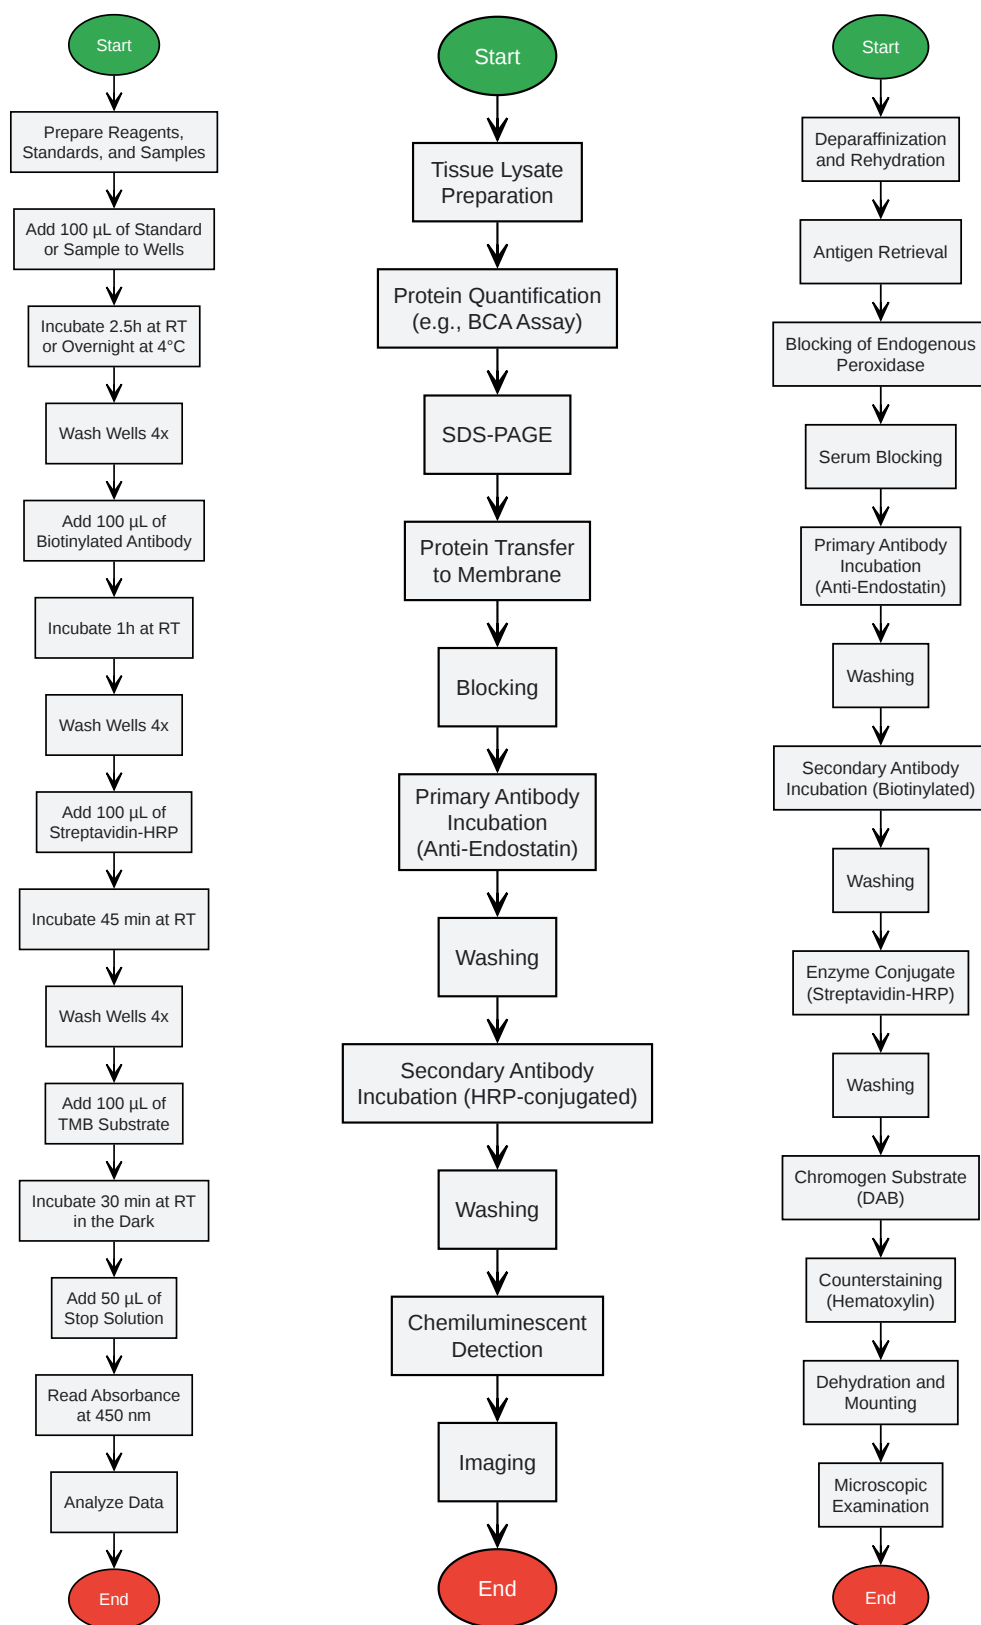 Start
Prepare Reagents,
Standards, and Samples
Add 100 µL of Standard
or Sample to Wells
Incubate 2.5h at RT
or Overnight at 4°C
Wash Wells 4x
Add 100 µL of
Biotinylated Antibody
Incubate 1h at RT
Wash Wells 4x
Add 100 µL of
Streptavidin-HRP
Incubate 45 min at RT
Wash Wells 4x
Add 100 µL of
TMB Substrate
Incubate 30 min at RT
in the Dark
Add 50 µL of
Stop Solution
Read Absorbance
at 450 nm
Analyze Data
End
Start
Tissue Lysate
Preparation
Protein Quantification
(e.g., BCA Assay)
SDS-PAGE
Protein Transfer
to Membrane
Blocking
Primary Antibody
Incubation
(Anti-Endostatin)
Washing
Secondary Antibody
Incubation (HRP-conjugated)
Washing
Chemiluminescent
Detection
Imaging
End
Start
Deparaffinization
and Rehydration
Antigen Retrieval
Blocking of Endogenous
Peroxidase
Serum Blocking
Primary Antibody
Incubation
(Anti-Endostatin)
Washing
Secondary Antibody
Incubation (Biotinylated)
Washing
Enzyme Conjugate
(Streptavidin-HRP)
Washing
Chromogen Substrate
(DAB)
Counterstaining
(Hematoxylin)
Dehydration and
Mounting
Microscopic
Examination
End